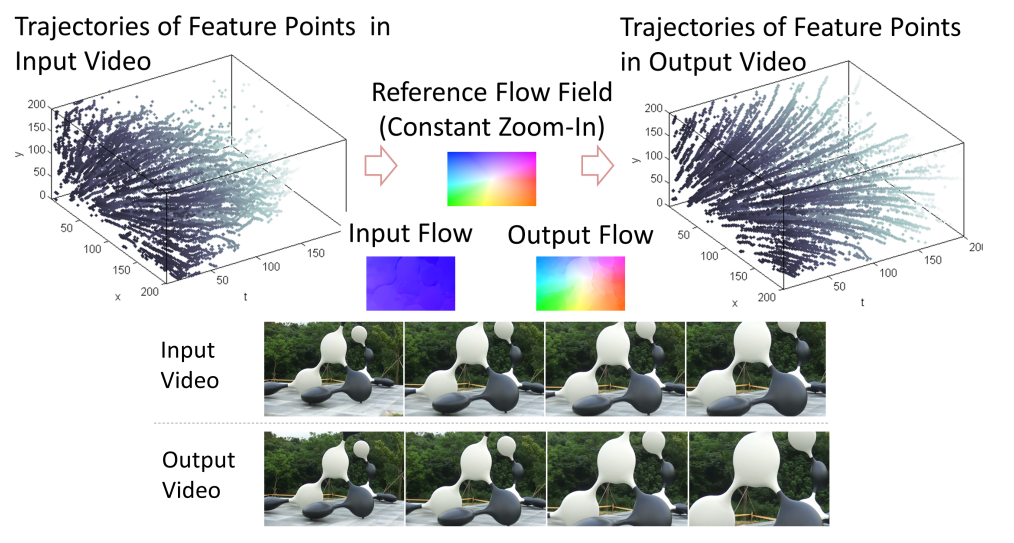 Trajectories of Feature Points in
Input Video
Trajectories of Feature Points
in Output Video
Reference Flow Field
(Constant Zoom-In)
200
150
100
50
0
y
50
100
150
200
x
50
100
150
t
200
150
100
50
0
y
50
100
150
200
x
50
100
150
200
t
Input Flow
Output Flow
Input
Video
Output
Video